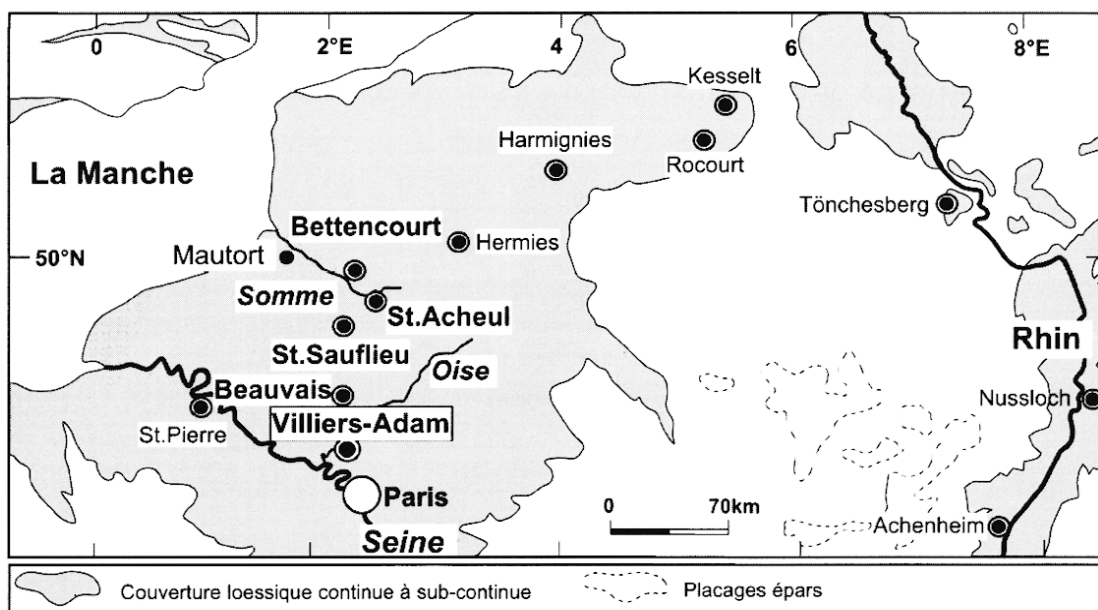 0
2°E
4
6
8°E
Kesselt
Harmignies
Rocourt
La Manche
Tönchesberg
Bettencourt
Hermies
50°N
Mautort
Somme
St.Acheul
St.Sauflieu
Rhin
Oise
Beauvais
Nussloch
Villiers-Adam
St.Pierre
0
70km
Paris
Achenheim
Seine
Couverture loessique continue à sub-continue
Placages épars